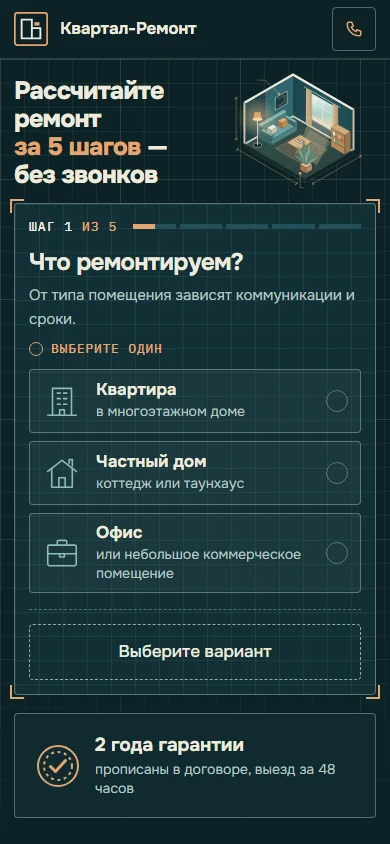 Квартал-Ремонт
Рассчитайте
ремонт
за 5 шагов —
без звонков
ШАГ 1 ИЗ 5
Что ремонтируем?
От типа помещения зависят коммуникации и
сроки.
ВЫБЕРИТЕ ОДИН
Квартира
в многоэтажном доме
Частный дом
коттедж или таунхаус
Офис
или небольшое коммерческое
помещение
Выберите вариант
2 года гарантии
прописаны в договоре, выезд за 48
часов